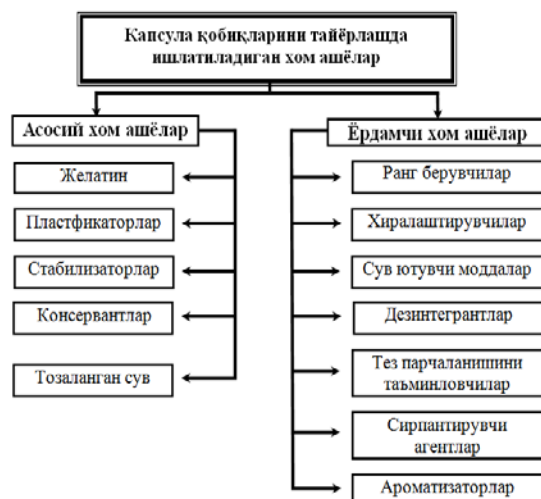 Капсула қобиқларини тайёрлашда
ишлатиладиган хом ашёлар
Асосий хом ашёлар
Желатин
Пластфикаторлар
Стабилизаторлар
Консервантлар
Тозаланган сув
Ёрдамчи хом ашёлар
Ранг берувчилар
Хиралаштирувчилар
Сув ютувчи моддалар
Дезинтегрантлар
Тез парчаланишини
таъминловчилар
Сирпантирувчи
агентлар
Ароматизаторлар